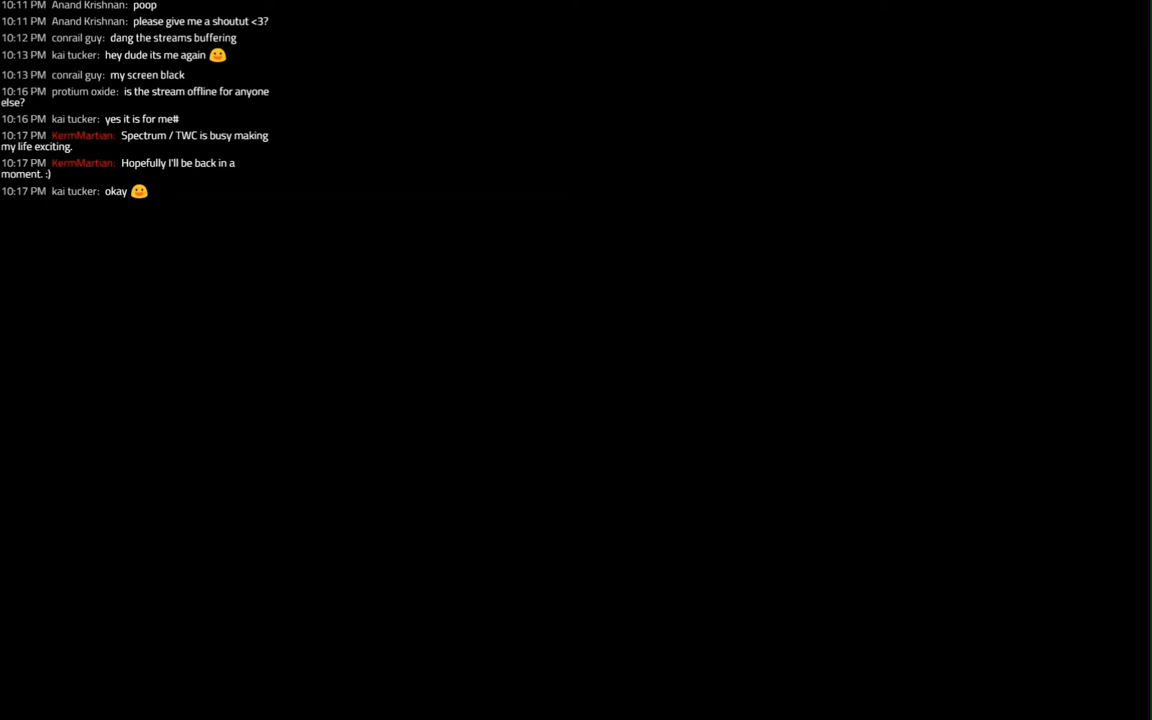 10:11 PM Anand Krishnan: poop
10:11 PM Anand Krishnan: please give me a shoutut <3?
10:12 PM conrail guy: dang the streams buffering
10:13 PM kai tucker: hey dude its me again
10:13 PM conrail guy: my screen black
10:16 PM protium oxide: is the stream offline for anyone
else?
10:16 PM kai tucker: yes it is for me#
10:17 PM KermMartian: Spectrum / TWC is busy making
my life exciting.
10:17 PM KermMartian: Hopefully I'll be back in a
moment. :)
10:17 PM kai tucker: okay